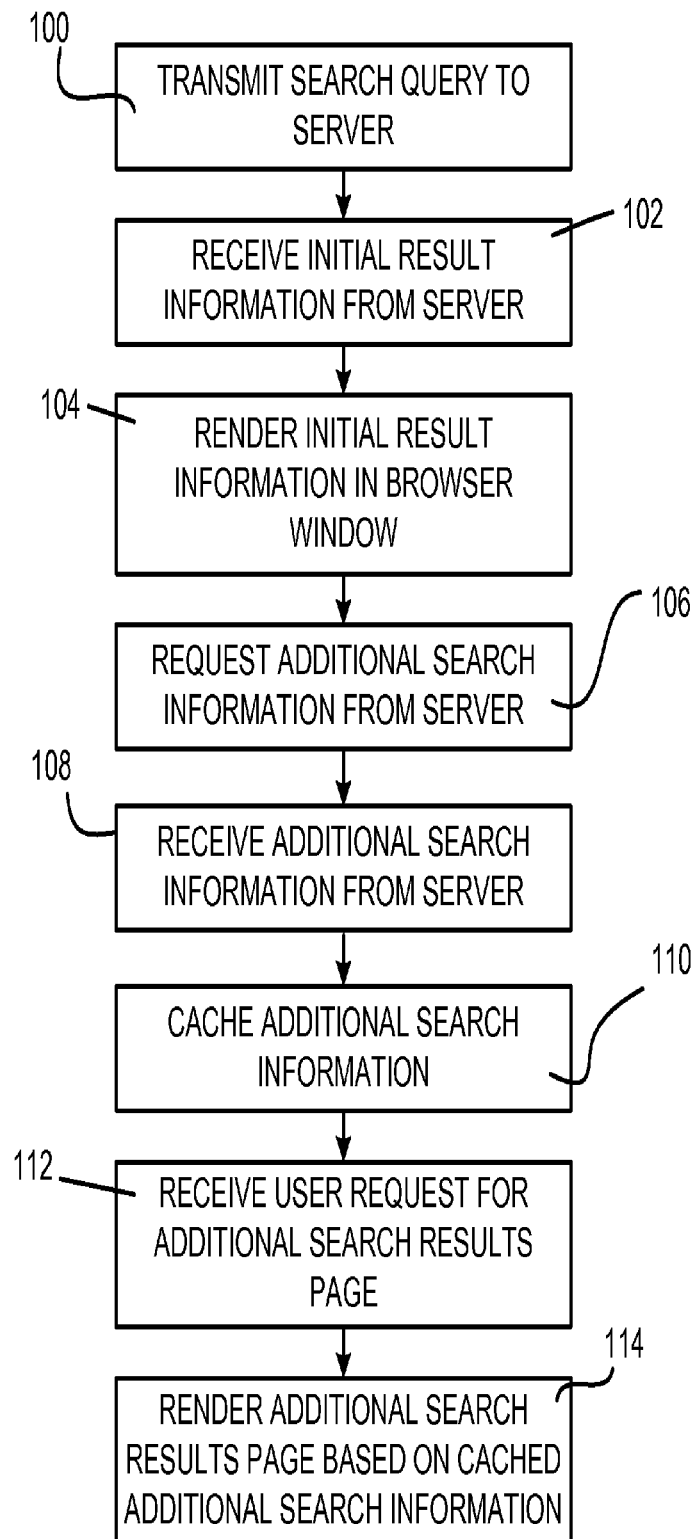 100
TRANSMIT SEARCH QUERY TO
SERVER
102
RECEIVE INITIAL RESULT
INFORMATION FROM SERVER
104
RENDER INITIAL RESULT
INFORMATION IN BROWSER
WINDOW
106
REQUEST ADDITIONAL SEARCH
INFORMATION FROM SERVER
108
RECEIVE ADDITIONAL SEARCH
INFORMATION FROM SERVER
110
CACHE ADDITIONAL SEARCH
INFORMATION
112
RECEIVE USER REQUEST FOR
ADDITIONAL SEARCH RESULTS
PAGE
114
RENDER ADDITIONAL SEARCH
RESULTS PAGE BASED ON CACHED
ADDITIONAL SEARCH INFORMATION